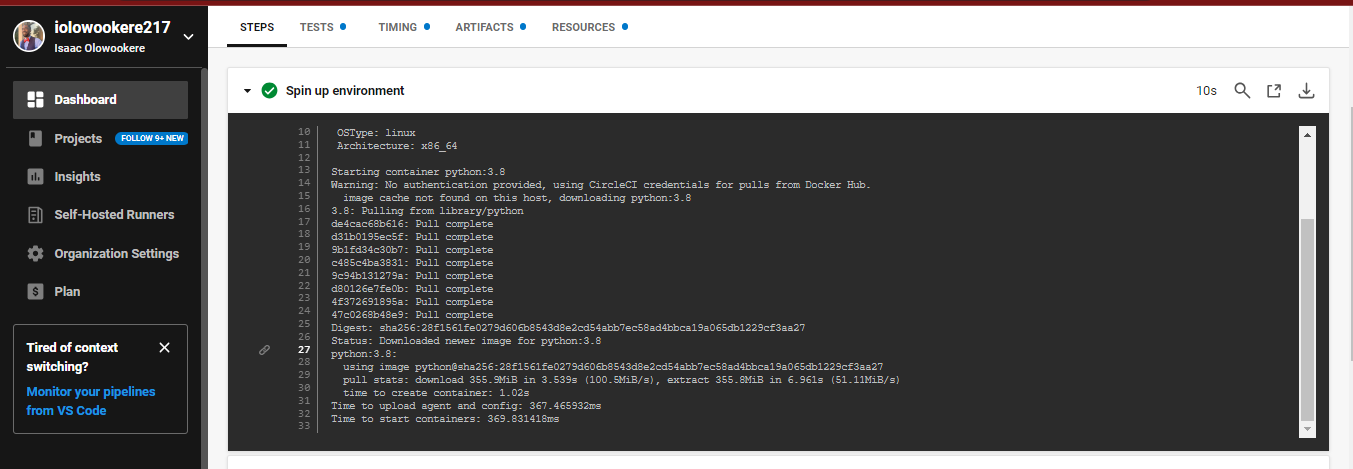 iolowookere217
Isaac Olowookere
Dashboard
Projects FOLLOW 9+ NEW
Insights
Self-Hosted Runners
Organization Settings
Plan
Tired of context
switching?
Monitor your pipelines
from VS Code
STEPS TESTS TIMING ARTIFACTS RESOURCES
Spin up environment 10s
10 OSType: linux
11 Architecture: x86_64
12
13 Starting container python:3.8
14 Warning: No authentication provided, using CircleCI credentials for pulls from Docker Hub.
15 image cache not found on this host, downloading python:3.8
16 3.8: Pulling from library/python
17 de4cac68b616: Pull complete
18 d31b0195ec5f: Pull complete
19 9b1fd34c30b7: Pull complete
20 c485c4ba3831: Pull complete
21 9c94b131279a: Pull complete
22 d80126e7fe0b: Pull complete
23 4f372691895a: Pull complete
24 47c0268b48e9: Pull complete
25 Digest: sha256:28f1561fe0279d606b8543d8e2cd54abb7ec58ad4bbca19a065db1229cf3aa27
26 Status: Downloaded newer image for python:3.8
27 python:3.8:
28 using image python@sha256:28f1561fe0279d606b8543d8e2cd54abb7ec58ad4bbca19a065db1229cf3aa27
29 pull stats: download 355.9MiB in 3.539s (100.5MiB/s), extract 355.8MiB in 6.961s (51.11MiB/s)
30 time to create container: 1.02s
31 Time to upload agent and config: 367.465932ms
32 Time to start containers: 369.831418ms
33